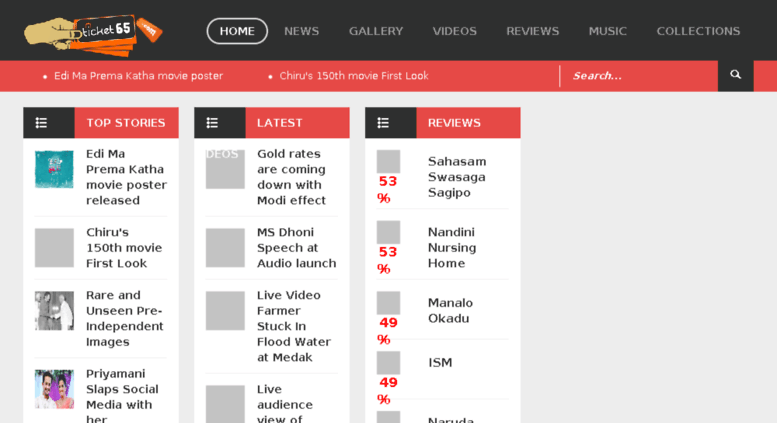 ticket 65
HOME NEWS GALLERY VIDEOS REVIEWS MUSIC COLLECTIONS
Edi Ma Prema Katha movie poster Chiru's 150th movie First Look Search...
TOP STORIES
Edi Ma
Prema Katha
movie poster
released
Chiru's
150th movie
First Look
Rare and
Unseen Pre-
Independent
Images
Priyamani
Slaps Social
Media with
her
LATEST
DEOS
Gold rates
are coming
down with
Modi effect
MS Dhoni
Speech at
Audio launch
Live Video
Farmer
Stuck In
Flood Water
at Medak
Live
audience
view of
REVIEWS
53
%
Sahasam
Swasaga
Sagipo
53
%
Nandini
Nursing
Home
49
%
Manalo
Okadu
49
%
ISM
Naruda